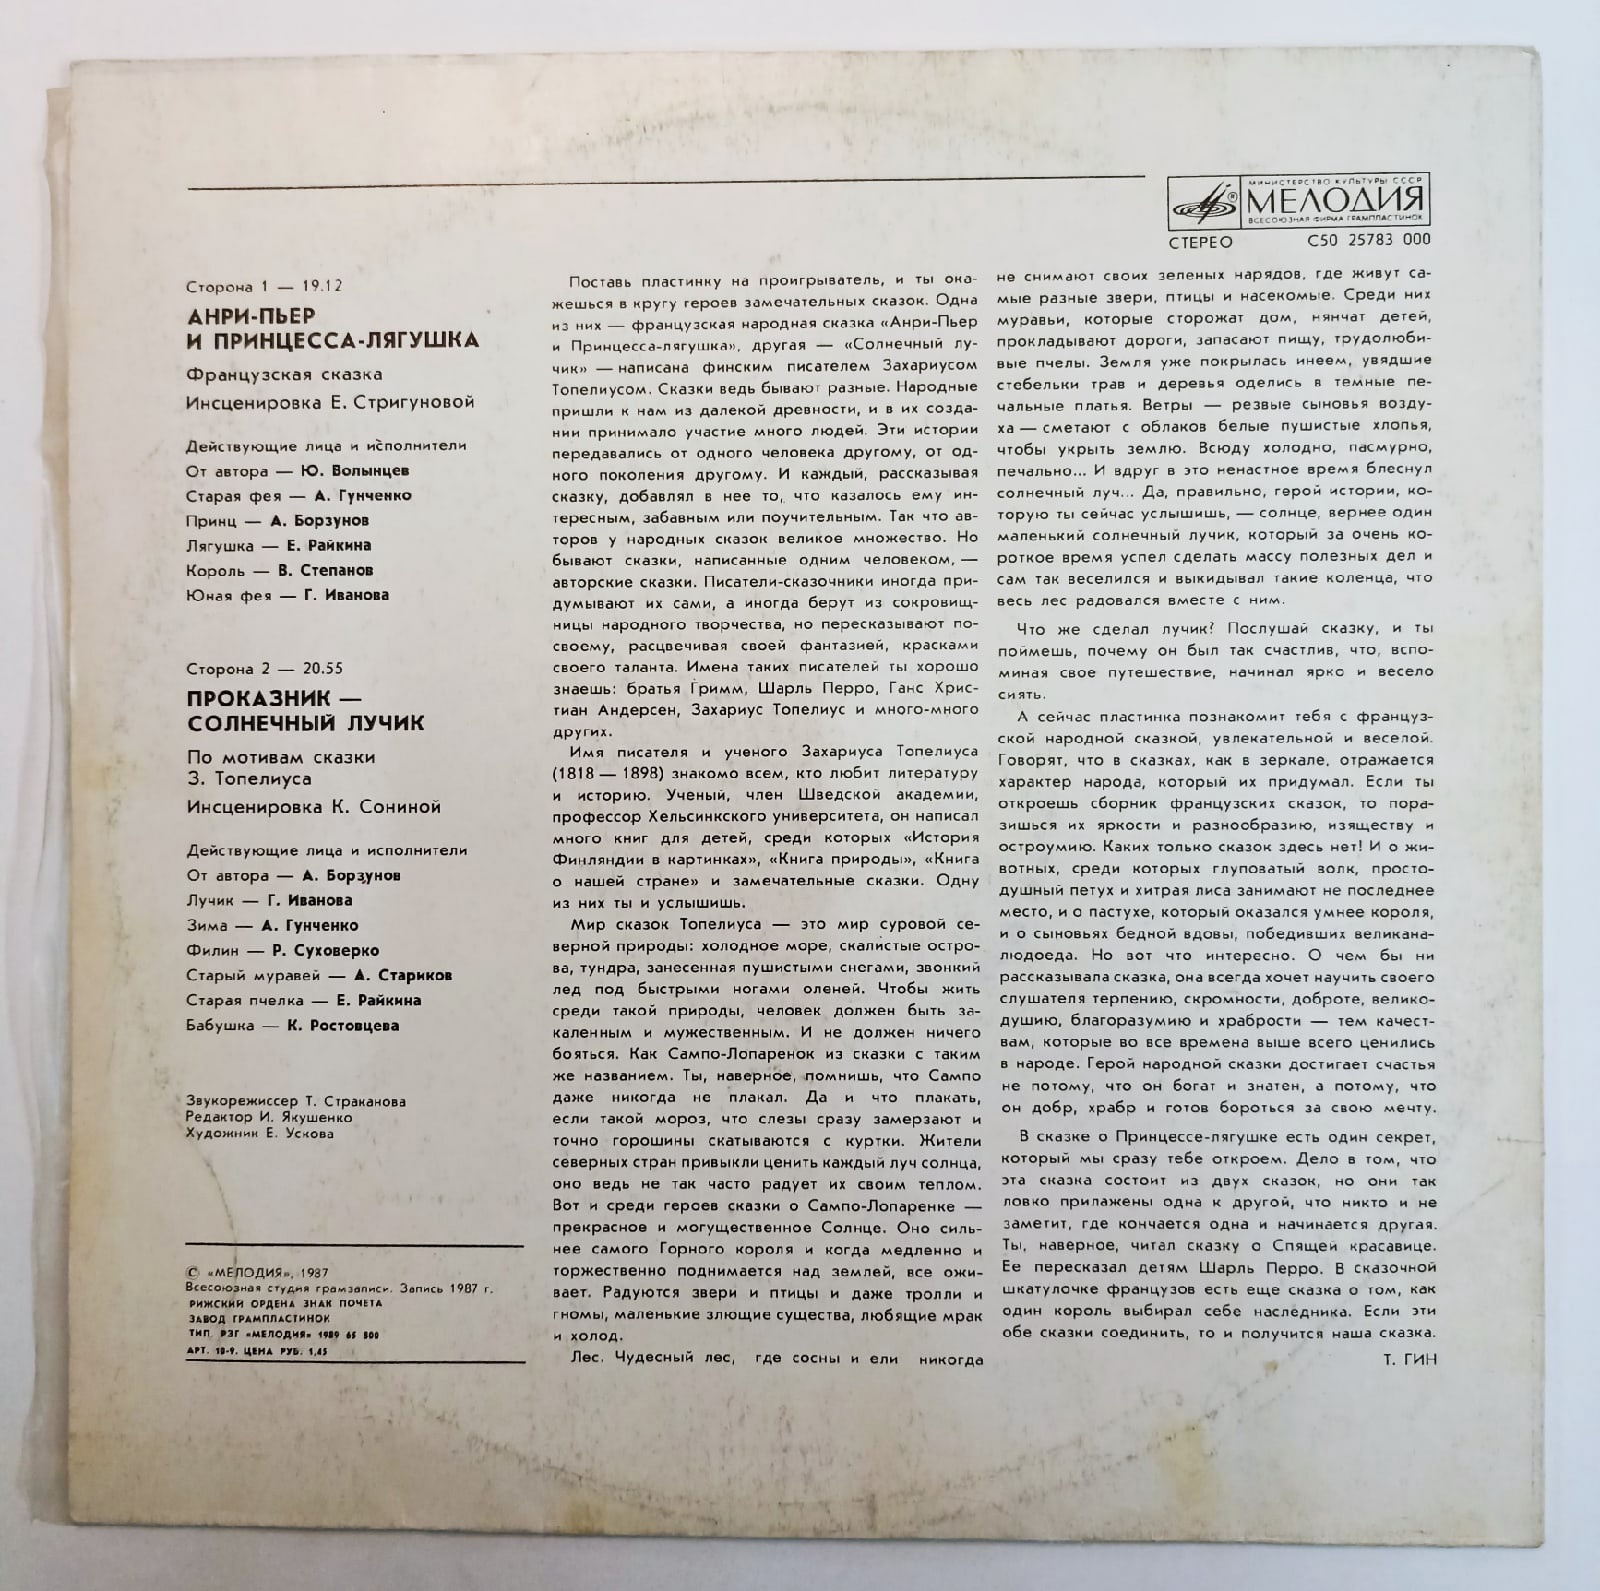 МИНИСТЕРСТВО КУЛЬТУРЫ СССР
МЕЛОДИЯ
ВСЕСОЮЗНАЯ ФИРМА ГРАМПЛАСТИНОК
СТЕРЕО С50 25783 000
Сторона 1 — 19.12
АНРИ-ПЬЕР
И ПРИНЦЕССА-ЛЯГУШКА
Французская сказка
Инсценировка Е. Стригуновой
Действующие лица и исполнители
От автора — Ю. Волынцев
Старая фея — А. Гунченко
Принц — А. Борзунов
Лягушка — Е. Райкина
Король — В. Степанов
Юная фея — Г. Иванова
Сторона 2 — 20.55
ПРОКАЗНИК —
СОЛНЕЧНЫЙ ЛУЧИК
По мотивам сказки
З. Топелиуса
Инсценировка К. Сониной
Действующие лица и исполнители
От автора — А. Борзунов
Лучик — Г. Иванова
Зима — А. Гунченко
Филин — Р. Суховерко
Старый муравей — А. Стариков
Старая пчелка — Е. Райкина
Бабушка — К. Ростовцева
Звукорежиссер Т. Страканова
Редактор И. Якушенко
Художник Е. Ускова
© «МЕЛОДИЯ», 1987
Всесоюзная студия грамзаписи. Запись 1987 г.
РИЖСКИЙ ОРДЕНА ЗНАК ПОЧЕТА
ЗАВОД ГРАМПЛАСТИНОК
ТИП. РЗГ «МЕЛОДИЯ» 1989 65 800
АРТ. 10-9. ЦЕНА РУБ. 1,45
Поставь пластинку на проигрыватель, и ты ока-
жешься в кругу героев замечательных сказок. Одна
из них — французская народная сказка «Анри-Пьер
и Принцесса-лягушка», другая — «Солнечный лу-
чик» — написана финским писателем Захариусом
Топелиусом. Сказки ведь бывают разные. Народные
пришли к нам из далекой древности, и в их созда-
нии принимало участие много людей. Эти истории
передавались от одного человека другому, от од-
ного поколения другому. И каждый, рассказывая
сказку, добавлял в нее то, что казалось ему ин-
тересным, забавным или поучительным. Так что ав-
торов у народных сказок великое множество. Но
бывают сказки, написанные одним человеком, —
авторские сказки. Писатели-сказочники иногда при-
думывают их сами, а иногда берут из сокровищ-
ницы народного творчества, но пересказывают по-
своему, расцвечивая своей фантазией, красками
своего таланта. Имена таких писателей ты хорошо
знаешь: братья Гримм, Шарль Перро, Ганс Хрис-
тиан Андерсен, Захариус Топелиус и много-много
других.
Имя писателя и ученого Захариуса Топелиуса
(1818 — 1898) знакомо всем, кто любит литературу
и историю. Ученый, член Шведской академии,
профессор Хельсинкского университета, он написал
много книг для детей, среди которых «История
Финляндии в картинках», «Книга природы», «Книга
о нашей стране» и замечательные сказки. Одну
из них ты и услышишь.
Мир сказок Топелиуса — это мир суровой се-
верной природы: холодное море, скалистые остро-
ва, тундра, занесенная пушистыми снегами, звонкий
лед под быстрыми ногами оленей. Чтобы жить
среди такой природы, человек должен быть за-
каленным и мужественным. И не должен ничего
бояться. Как Сампо-Лопаренок из сказки с таким
же названием. Ты, наверное, помнишь, что Сампо
даже никогда не плакал. Да и что плакать,
если такой мороз, что слезы сразу замерзают и
точно горошины скатываются с куртки. Жители
северных стран привыкли ценить каждый луч солнца,
оно ведь не так часто радует их своим теплом.
Вот и среди героев сказки о Сампо-Лопаренке —
прекрасное и могущественное Солнце. Оно силь-
нее самого Горного короля и когда медленно и
торжественно поднимается над землей, все ожи-
вает. Радуются звери и птицы и даже тролли и
гномы, маленькие злющие существа, любящие мрак
и холод.
Лес. Чудесный лес, где сосны и ели никогда
не снимают своих зеленых нарядов, где живут са-
мые разные звери, птицы и насекомые. Среди них
муравьи, которые сторожат дом, нянчат детей,
прокладывают дороги, запасают пищу, трудолюби-
вые пчелы. Земля уже покрылась инеем, увядшие
стебельки трав и деревья оделись в темные пе-
чальные платья. Ветры — резвые сыновья возду-
ха — сметают с облаков белые пушистые хлопья,
чтобы укрыть землю. Всюду холодно, пасмурно,
печально... И вдруг в это ненастное время блеснул
солнечный луч... Да, правильно, герой истории, ко-
торую ты сейчас услышишь, — солнце, вернее один
маленький солнечный лучик, который за очень ко-
роткое время успел сделать массу полезных дел и
сам так веселился и выкидывал такие коленца, что
весь лес радовался вместе с ним.
Что же сделал лучик? Послушай сказку, и ты
поймешь, почему он был так счастлив, что, вспо-
миная свое путешествие, начинал ярко и весело
сиять.
А сейчас пластинка познакомит тебя с француз-
ской народной сказкой, увлекательной и веселой.
Говорят, что в сказках, как в зеркале, отражается
характер народа, который их придумал. Если ты
откроешь сборник французских сказок, то пора-
зишься их яркости и разнообразию, изяществу и
остроумию. Каких только сказок здесь нет! И о жи-
вотных, среди которых глуповатый волк, просто-
душный петух и хитрая лиса занимают не последнее
место, и о пастухе, который оказался умнее короля,
и о сыновьях бедной вдовы, победивших великана-
людоеда. Но вот что интересно. О чем бы ни
рассказывала сказка, она всегда хочет научить своего
слушателя терпению, скромности, доброте, велико-
душию, благоразумию и храбрости — тем качест-
вам, которые во все времена выше всего ценились
в народе. Герой народной сказки достигает счастья
не потому, что он богат и знатен, а потому, что
он добр, храбр и готов бороться за свою мечту.
В сказке о Принцессе-лягушке есть один секрет,
который мы сразу тебе откроем. Дело в том, что
эта сказка состоит из двух сказок, но они так
ловко прилажены одна к другой, что никто и не
заметит, где кончается одна и начинается другая.
Ты, наверное, читал сказку о Спящей красавице.
Ее пересказал детям Шарль Перро. В сказочной
шкатулочке французов есть еще сказка о том, как
один король выбирал себе наследника. Если эти
обе сказки соединить, то и получится наша сказка.
Т. ГИН